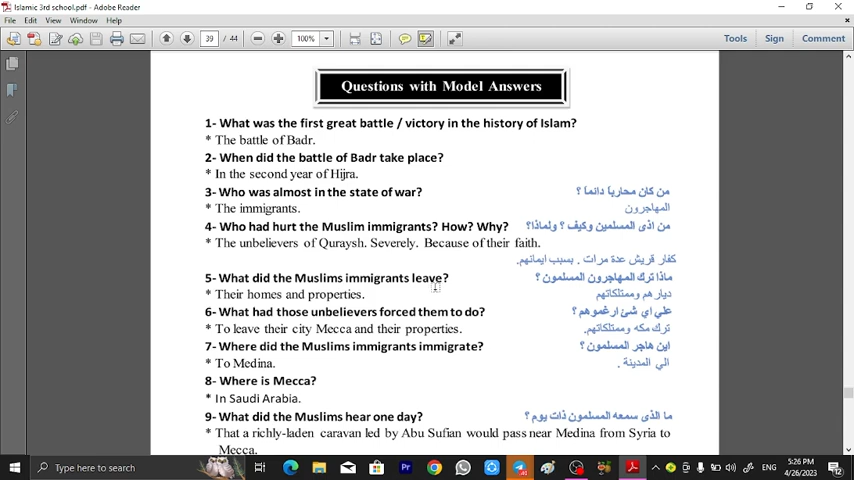 Islamic 3rd school.pdf - Adobe Reader
File Edit View Window Help
39 / 44 100% Tools Sign Comment
Questions with Model Answers
1- What was the first great battle / victory in the history of Islam?
* The battle of Badr.
2- When did the battle of Badr take place?
* In the second year of Hijra.
3- Who was almost in the state of war? من كان محارباً دائماً ؟
* The immigrants. المهاجرون
4- Who had hurt the Muslim immigrants? How? Why? من اذى المسلمين وكيف ؟ ولماذا؟
* The unbelievers of Quraysh. Severely. Because of their faith.
كفار قريش عدة مرات . بسبب ايمانهم.
5- What did the Muslims immigrants leave? ماذا ترك المهاجرون المسلمون ؟
* Their homes and properties. ديارهم وممتلكاتهم
6- What had those unbelievers forced them to do? علي اي شئ ارغموهم ؟
* To leave their city Mecca and their properties. ترك مكه وممتلكاتهم.
7- Where did the Muslims immigrants immigrate? اين هاجر المسلمون ؟
* To Medina. الي المدينة .
8- Where is Mecca?
* In Saudi Arabia.
9- What did the Muslims hear one day? ما الذى سمعه المسلمون ذات يوم ؟
* That a richly-laden caravan led by Abu Sufian would pass near Medina from Syria to
Mecca.
Type here to search
ENG
5:26 PM
4/26/2023